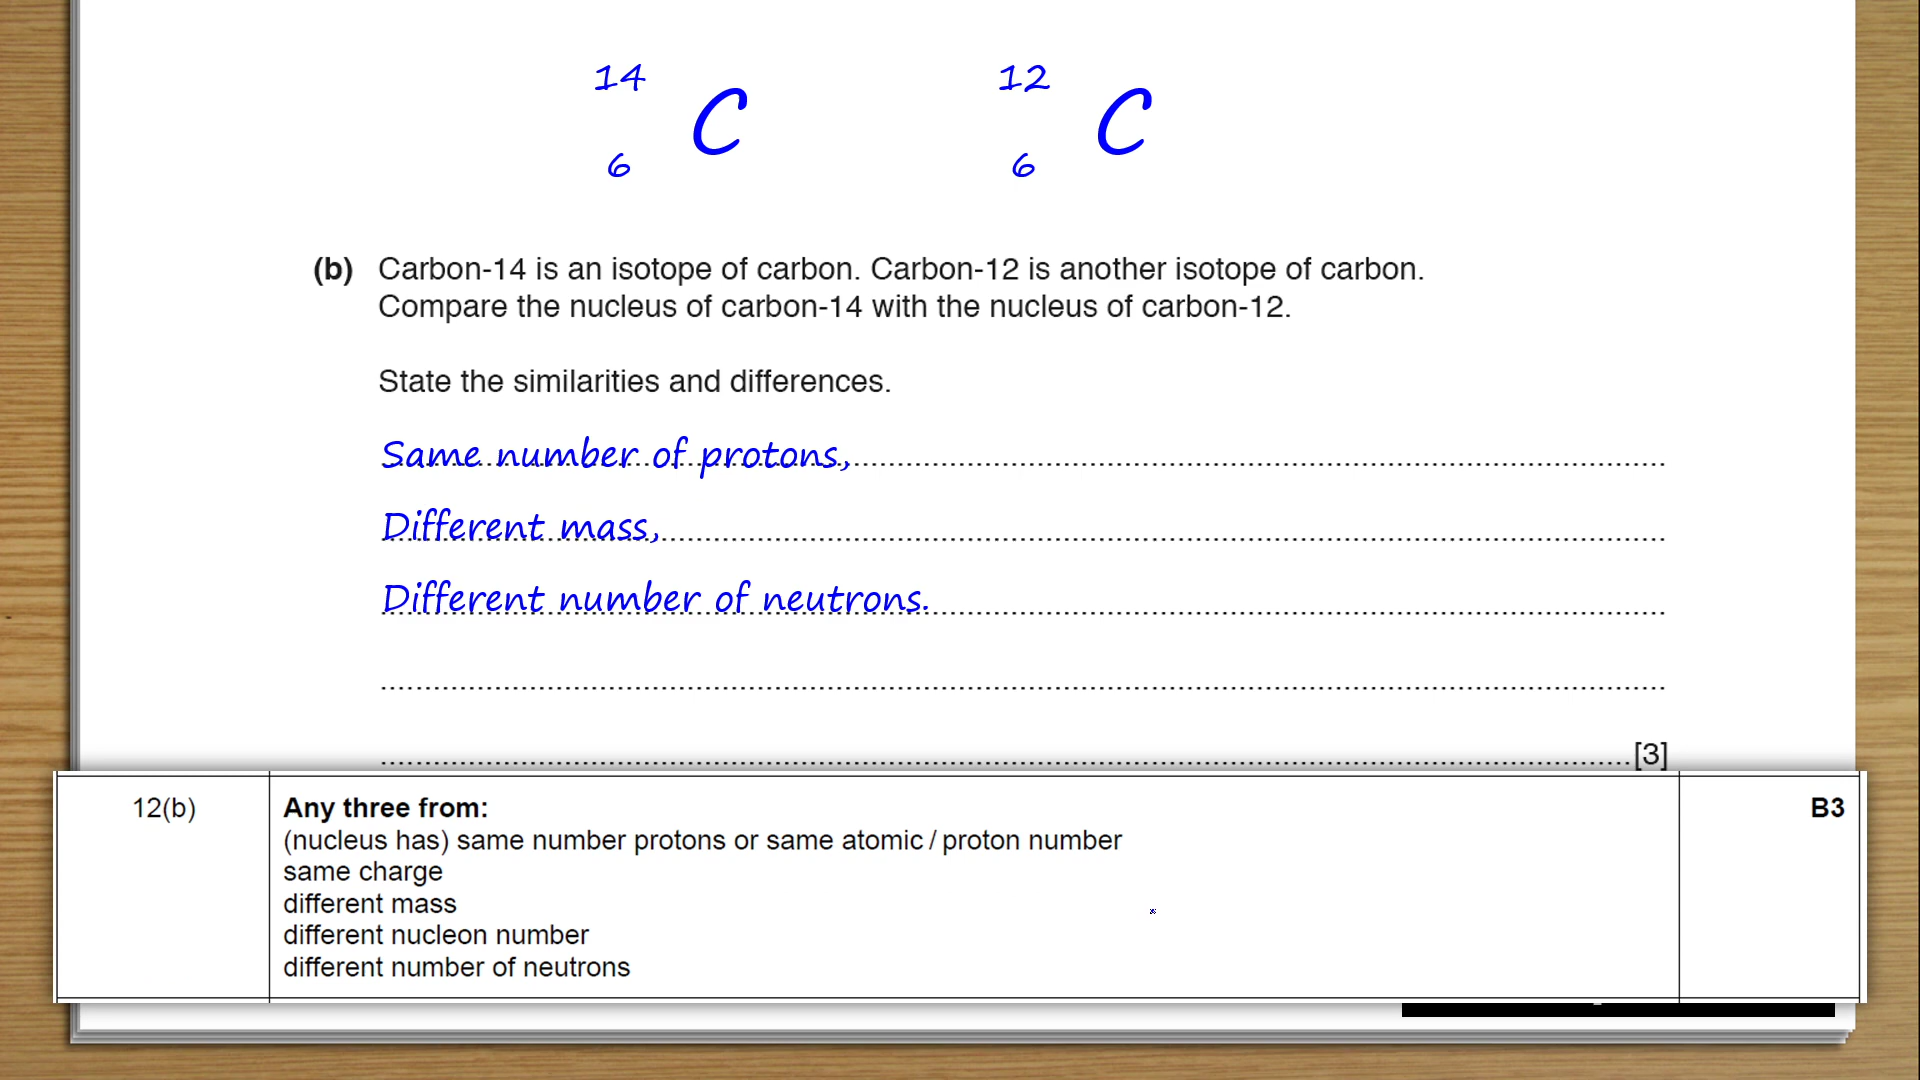 14 C 12 C
6 6
(b) Carbon-14 is an isotope of carbon. Carbon-12 is another isotope of carbon.
Compare the nucleus of carbon-14 with the nucleus of carbon-12.
State the similarities and differences.
Same number of protons,
Different mass,
Different number of neutrons.
[3]
12(b) Any three from: B3
(nucleus has) same number protons or same atomic / proton number
same charge
different mass
different nucleon number
different number of neutrons